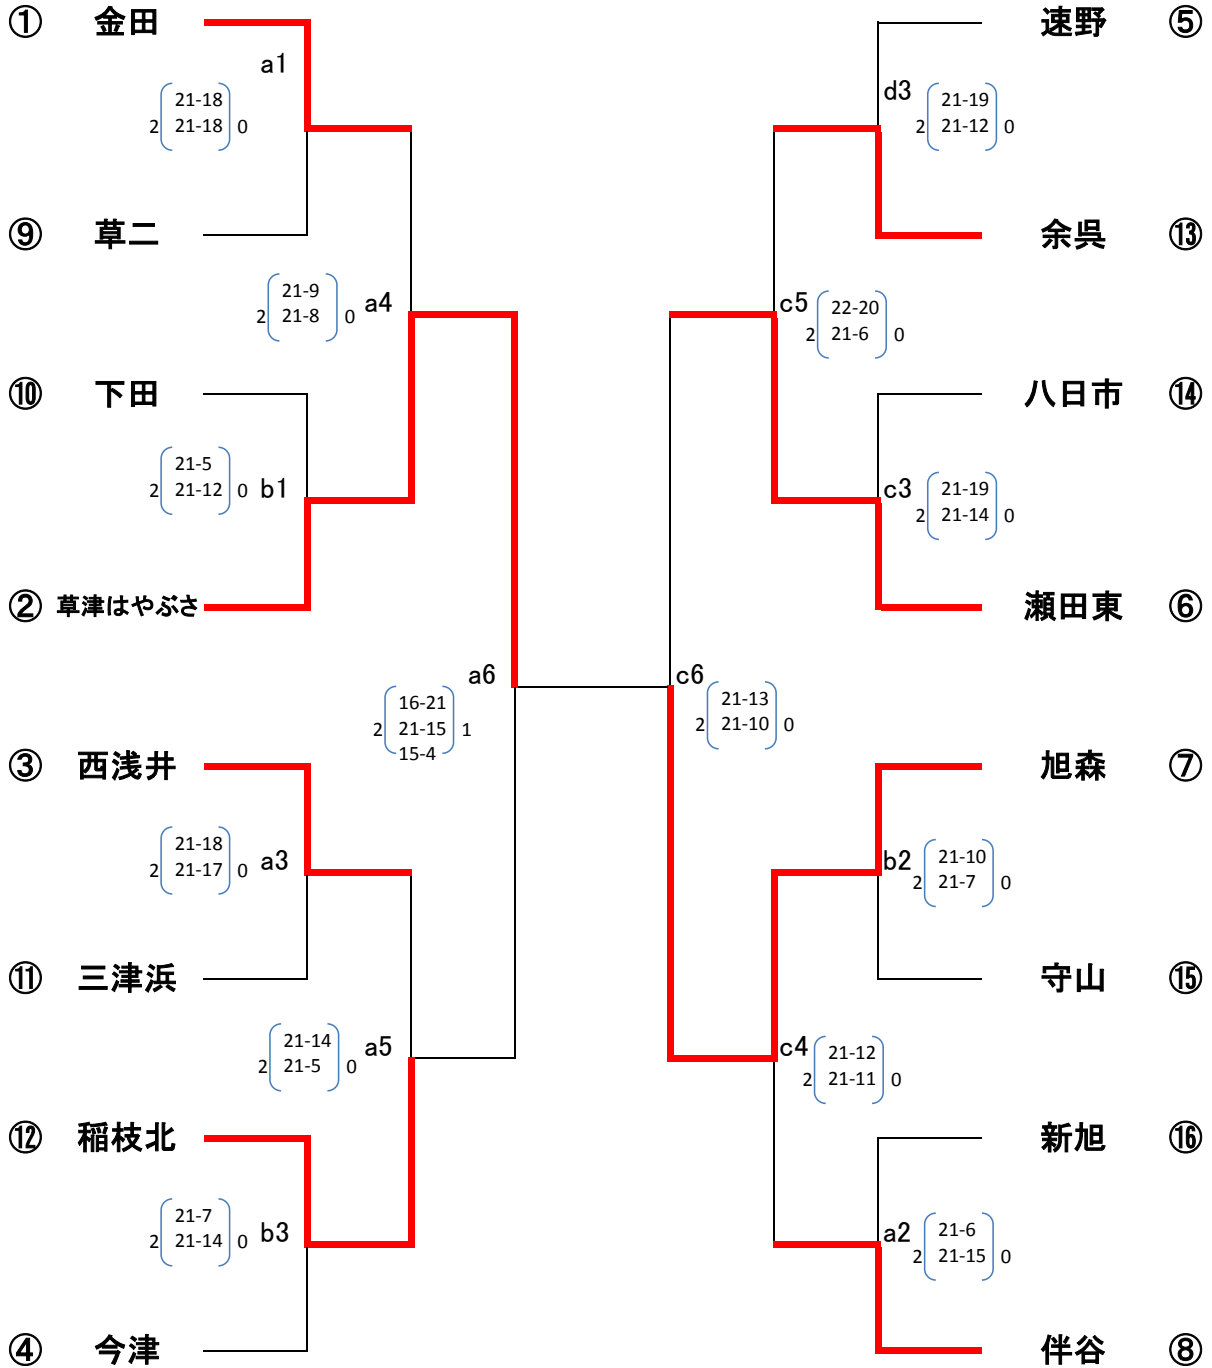 ① 金田
a1
21-18
2 21-18 0
⑨ 草二
21-9
2 21-8 0 a4
⑩ 下田
21-5
2 21-12 0 b1
② 草津はやぶさ
a6
16-21
2 21-15 1
15-4
③ 西浅井
21-18
2 21-17 0 a3
⑪ 三津浜
21-14
2 21-5 0 a5
⑫ 稲枝北
21-7
2 21-14 0 b3
④ 今津
速野 ⑤
d3 21-19
2 21-12 0
余呉 ⑬
c5 22-20
2 21-6 0
八日市 ⑭
c3 21-19
2 21-14 0
瀬田東 ⑥
c6 21-13
2 21-10 0
旭森 ⑦
b2 21-10
2 21-7 0
守山 ⑮
c4 21-12
2 21-11 0
新旭 ⑯
a2 21-6
2 21-15 0
伴谷 ⑧